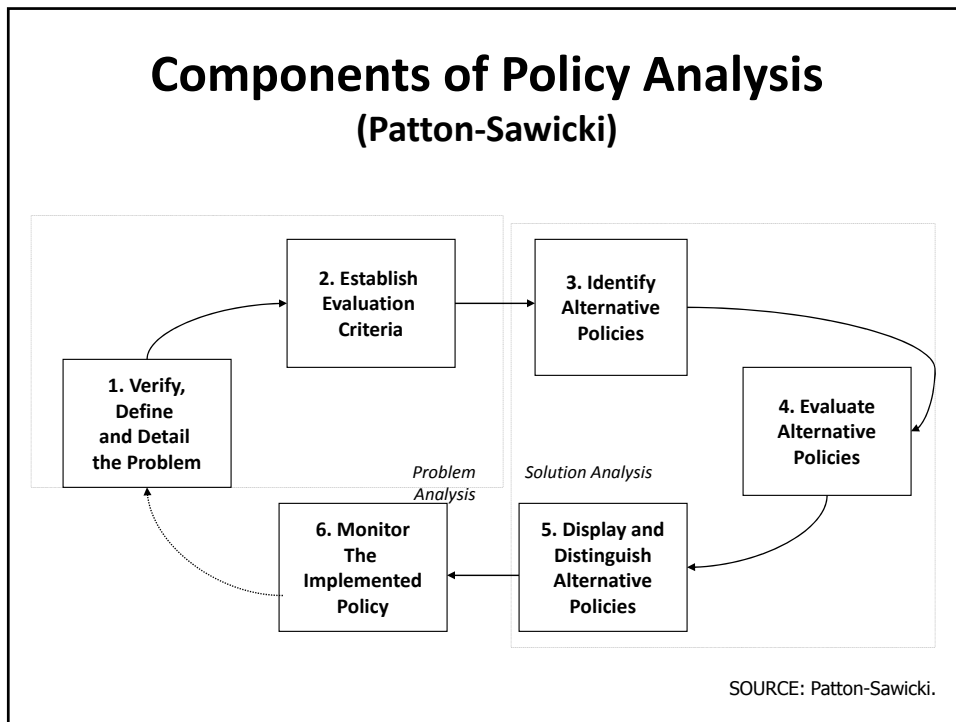 Components of Policy Analysis
(Patton-Sawicki)
2. Establish
Evaluation
Criteria
3. Identify
Alternative
Policies
1. Verify,
Define
and Detail
the Problem
4. Evaluate
Alternative
Policies
Problem
Analysis
Solution Analysis
6. Monitor
The
Implemented
Policy
5. Display and
Distinguish
Alternative
Policies
SOURCE: Patton-Sawicki.